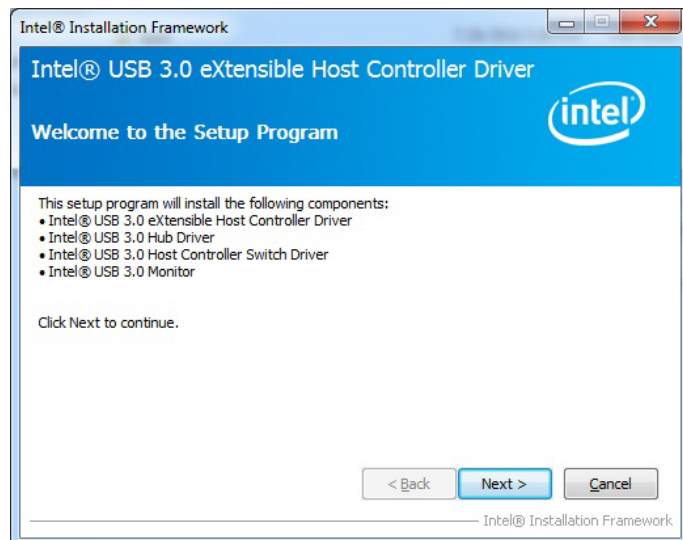 Intel® Installation Framework
Intel® USB 3.0 eXtensible Host Controller Driver
intel
Welcome to the Setup Program
This setup program will install the following components:
• Intel® USB 3.0 eXtensible Host Controller Driver
• Intel® USB 3.0 Hub Driver
• Intel® USB 3.0 Host Controller Switch Driver
• Intel® USB 3.0 Monitor
Click Next to continue.
< Back Next > Cancel
Intel® Installation Framework